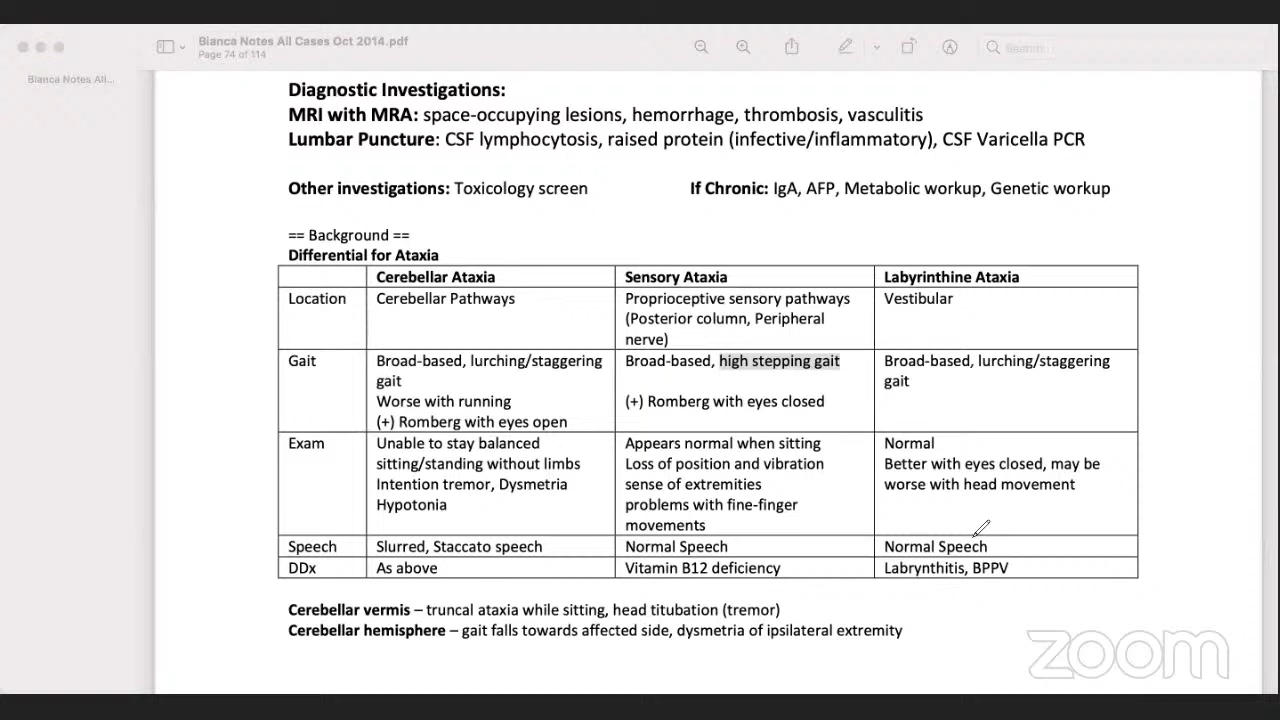 Bianca Notes All Cases Oct 2014.pdf
Page 74 of 114
Search
Bianca Notes All...
Diagnostic Investigations:
MRI with MRA: space-occupying lesions, hemorrhage, thrombosis, vasculitis
Lumbar Puncture: CSF lymphocytosis, raised protein (infective/inflammatory), CSF Varicella PCR
Other investigations: Toxicology screen If Chronic: IgA, AFP, Metabolic workup, Genetic workup
== Background ==
Differential for Ataxia
Cerebellar Ataxia Sensory Ataxia Labyrinthine Ataxia
Location Cerebellar Pathways Proprioceptive sensory pathways Vestibular
(Posterior column, Peripheral
nerve)
Gait Broad-based, lurching/staggering Broad-based, high stepping gait Broad-based, lurching/staggering
gait gait
Worse with running (+) Romberg with eyes closed
(+) Romberg with eyes open
Exam Unable to stay balanced Appears normal when sitting Normal
sitting/standing without limbs Loss of position and vibration Better with eyes closed, may be
Intention tremor, Dysmetria sense of extremities worse with head movement
Hypotonia problems with fine-finger
movements
Speech Slurred, Staccato speech Normal Speech Normal Speech
DDx As above Vitamin B12 deficiency Labrynthitis, BPPV
Cerebellar vermis – truncal ataxia while sitting, head titubation (tremor)
Cerebellar hemisphere – gait falls towards affected side, dysmetria of ipsilateral extremity
zoom